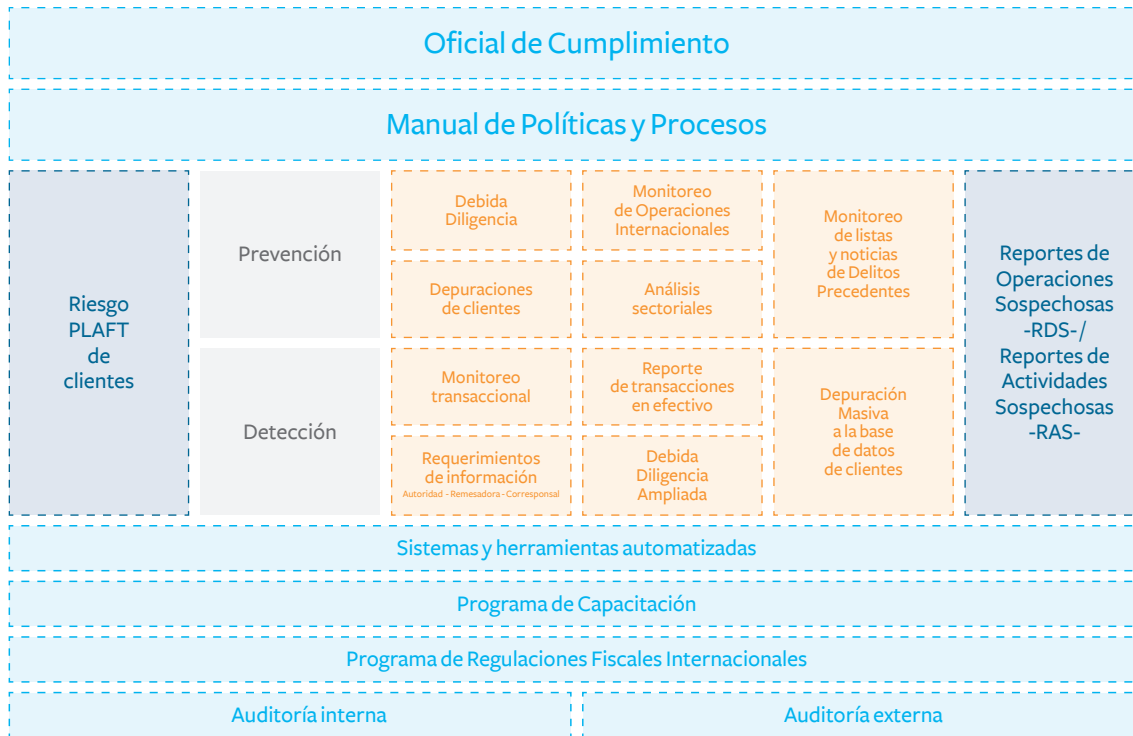 Oficial de Cumplimiento
Manual de Políticas y Procesos
Riesgo
PLAFT
de
clientes
Prevención
Detección
Debida
Diligencia
Depuraciones
de clientes
Monitoreo
transaccional
Requerimientos
de información
Autoridad - Remesadora - Corresponsal
Monitoreo
de Operaciones
Internacionales
Análisis
sectoriales
Reporte
de transacciones
en efectivo
Debida
Diligencia
Ampliada
Monitoreo
de listas
y noticias
de Delitos
Precedentes
Depuración
Masiva
a la base
de datos
de clientes
Reportes de
Operaciones
Sospechosas
-RDS-/
Reportes de
Actividades
Sospechosas
-RAS-
Sistemas y herramientas automatizadas
Programa de Capacitación
Programa de Regulaciones Fiscales Internacionales
Auditoría interna
Auditoría externa